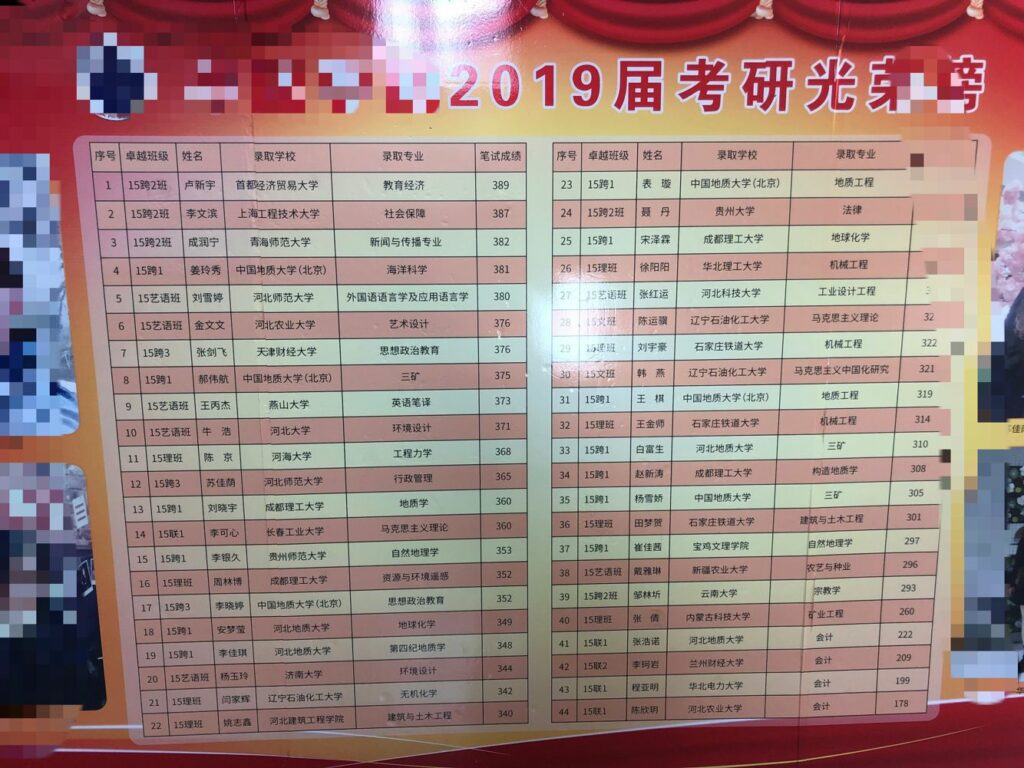 2019届考研光荣榜
序号 卓越班级 姓名 录取学校 录取专业 笔试成绩
1 15跨2班 卢新宇 首都经济贸易大学 教育经济 389
2 15跨2班 李文滨 上海工程技术大学 社会保障 387
3 15跨2班 成润宁 青海师范大学 新闻与传播专业 382
4 15跨1 姜玲秀 中国地质大学(北京) 海洋科学 381
5 15艺语班 刘雪婷 河北师范大学 外国语语言学及应用语言学 380
6 15艺语班 金文文 河北农业大学 艺术设计 376
7 15跨3 张剑飞 天津财经大学 思想政治教育 376
8 15跨1 郝伟航 中国地质大学(北京) 三矿 375
9 15艺语班 王丙杰 燕山大学 英语笔译 373
10 15艺语班 牛 浩 河北大学 环境设计 371
11 15理班 陈 京 河海大学 工程力学 368
12 15跨3 苏佳荫 河北师范大学 行政管理 365
13 15跨1 刘晓宇 成都理工大学 地质学 360
14 15联1 李可心 长春工业大学 马克思主义理论 360
15 15跨1 李银久 贵州师范大学 自然地理学 353
16 15理班 周林博 成都理工大学 资源与环境遥感 352
17 15跨3 李晓婷 中国地质大学(北京) 思想政治教育 352
18 15跨1 安梦莹 河北地质大学 地球化学 349
19 15跨1 李佳琪 河北地质大学 第四纪地质学 348
20 15艺语班 杨玉玲 济南大学 环境设计 344
21 15理班 闫家辉 辽宁石油化工大学 无机化学 342
22 15理班 姚志鑫 河北建筑工程学院 建筑与土木工程 340
序号 卓越班级 姓名 录取学校 录取专业
23 15跨1 表 璇 中国地质大学(北京) 地质工程
24 15跨2班 聂 丹 贵州大学 法律
25 15跨1 宋泽霖 成都理工大学 地球化学
26 15理班 徐阳阳 华北理工大学 机械工程
27 15艺语班 张红运 河北科技大学 工业设计工程 3
28 15文班 陈运骥 辽宁石油化工大学 马克思主义理论 32
29 15理班 刘宇豪 石家庄铁道大学 机械工程 322
30 15文班 韩 燕 辽宁石油化工大学 马克思主义中国化研究 321
31 15跨1 王 棋 中国地质大学(北京) 地质工程 319
32 15理班 王金师 石家庄铁道大学 机械工程 314
33 15跨1 白富生 河北地质大学 三矿 310
34 15跨1 赵新涛 成都理工大学 构造地质学 308
35 15跨1 杨雪娇 中国地质大学 三矿 305
36 15理班 田梦贺 石家庄铁道大学 建筑与土木工程 301
37 15跨1 崔佳茜 宝鸡文理学院 自然地理学 297
38 15艺语班 戴雅琳 新疆农业大学 农艺与种业 296
39 15跨2班 邹林圻 云南大学 宗教学 293
40 15理班 张 倩 内蒙古科技大学 矿业工程 260
41 15联1 张浩诺 河北地质大学 会计 222
42 15联2 李珂岩 兰州财经大学 会计 209
43 15联1 程亚明 华北电力大学 会计 199
44 15联1 陈欣玥 河北农业大学 会计 178